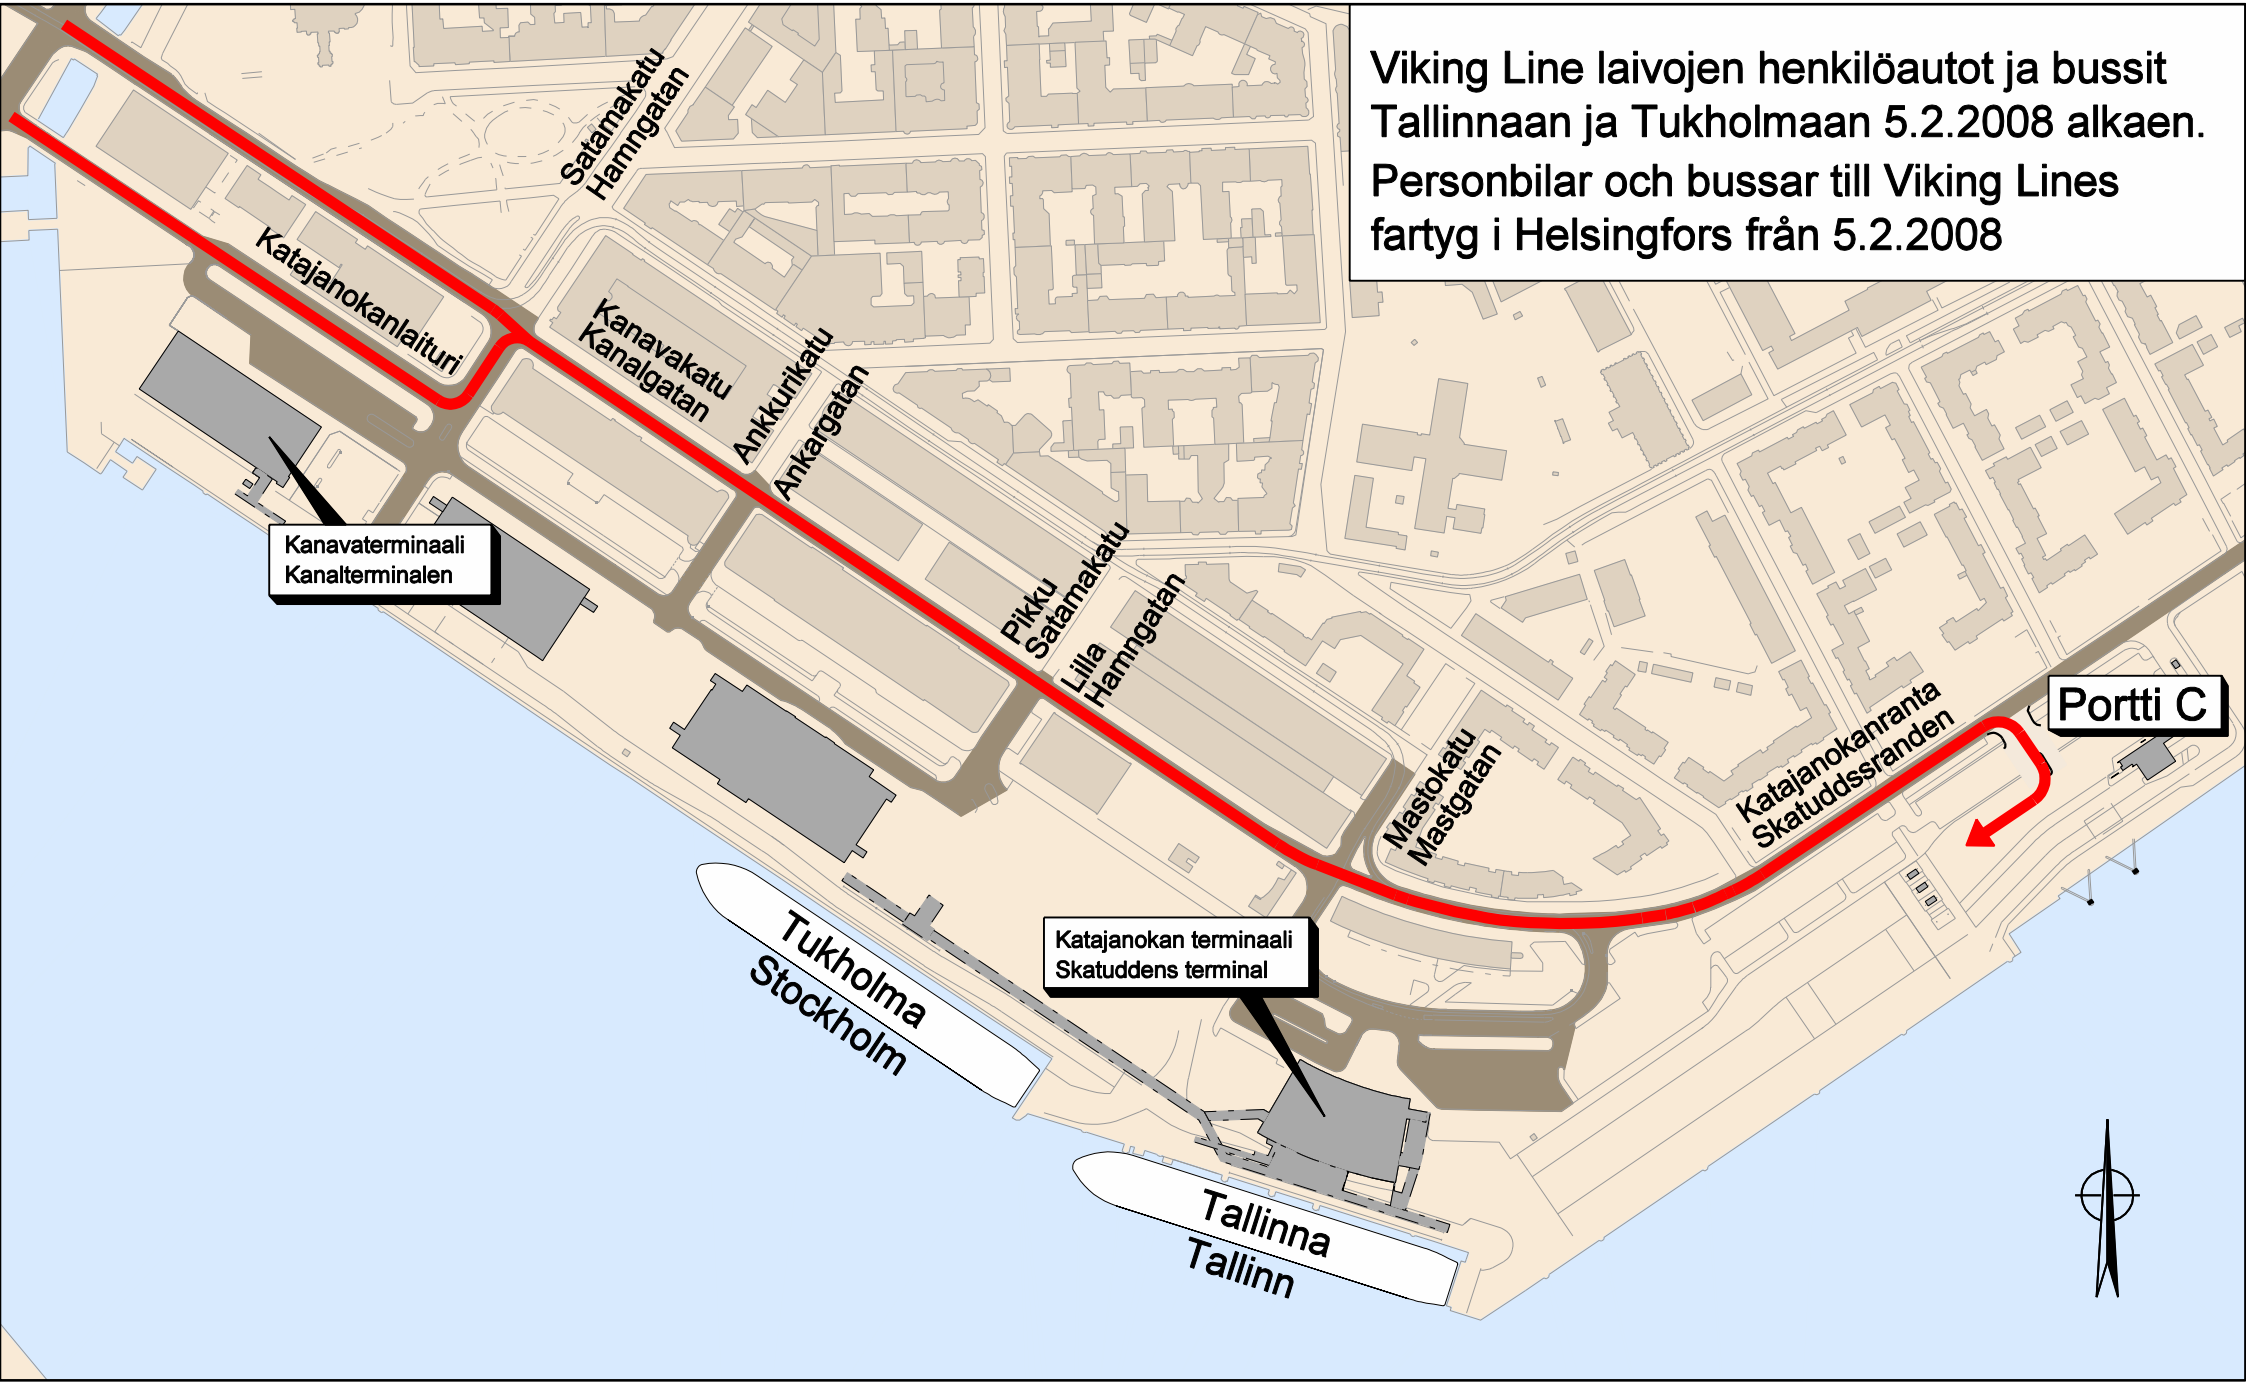 Viking Line laivojen henkilöautot ja bussit
Tallinnaan ja Tukholmaan 5.2.2008 alkaen.
Personbilar och bussar till Viking Lines
fartyg i Helsingfors från 5.2.2008
Satamakatu
Hamngatan
Katajanokanlaituri
Kanavakatu
Kanalgatan
Ankkurikatu
Ankargatan
Kanavaterminaali
Kanalterminalen
Pikku
Satamakatu
Lilla
Hamngatan
Mastokatu
Mastgatan
Katajanokanranta
Skatuddssranden
Portti C
Katajanokan terminaali
Skatuddens terminal
Tukholma
Stockholm
Tallinna
Tallinn